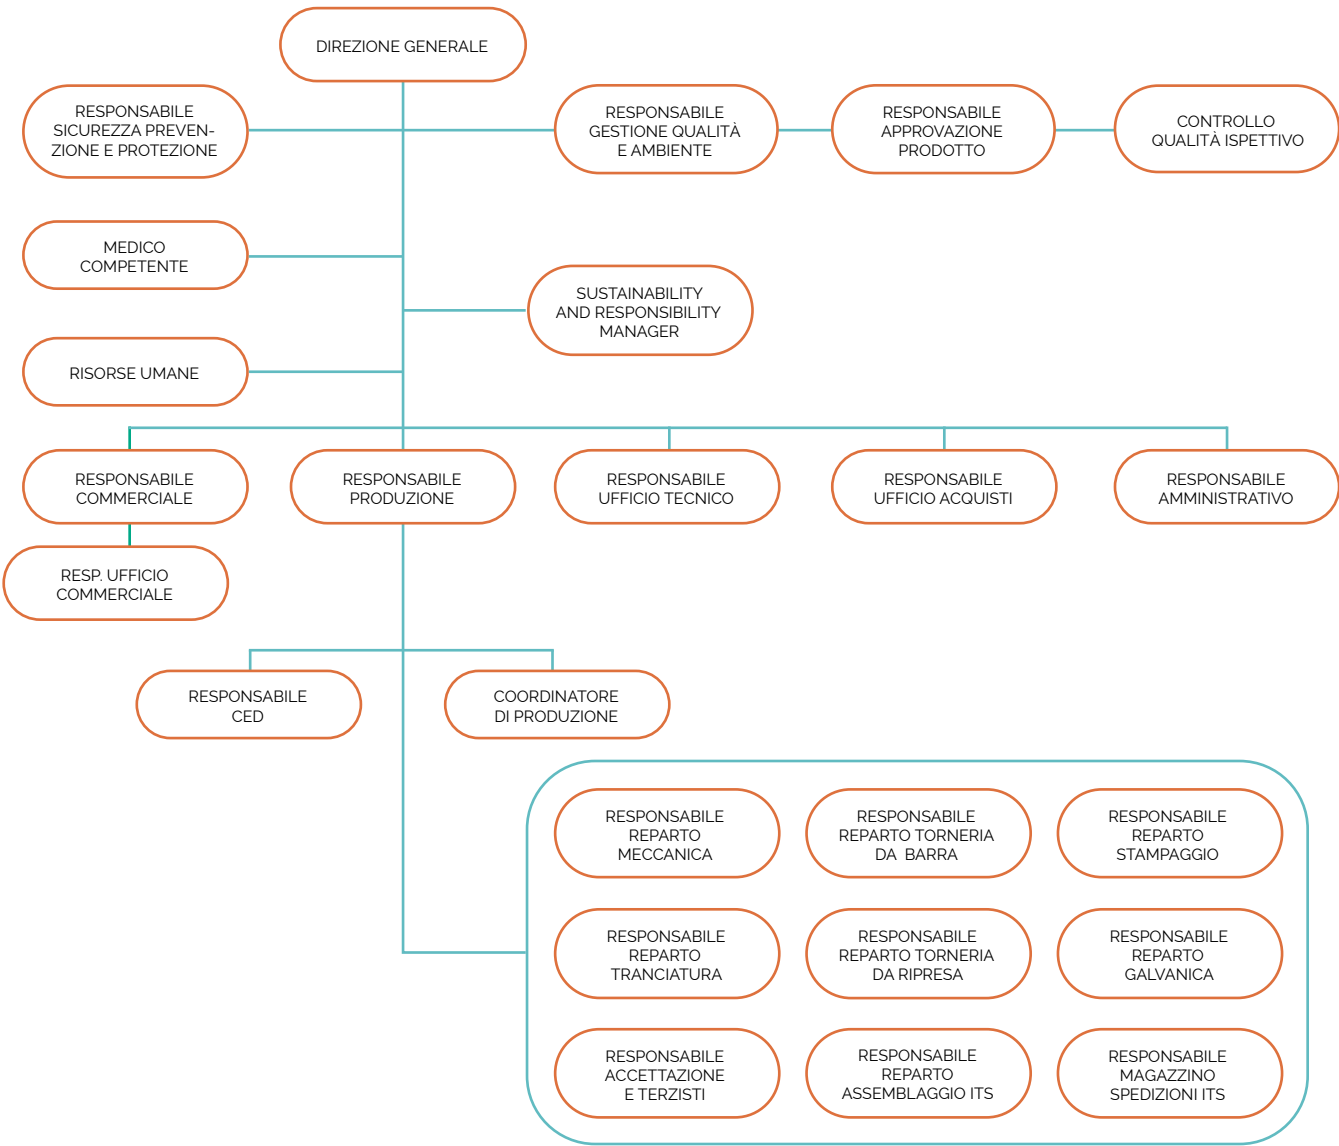 DIREZIONE GENERALE
RESPONSABILE
SICUREZZA PREVEN-
ZIONE E PROTEZIONE
RESPONSABILE
GESTIONE QUALITÀ
E AMBIENTE
RESPONSABILE
APPROVAZIONE
PRODOTTO
CONTROLLO
QUALITÀ ISPETTIVO
MEDICO
COMPETENTE
SUSTAINABILITY
AND RESPONSIBILITY
MANAGER
RISORSE UMANE
RESPONSABILE
COMMERCIALE
RESPONSABILE
PRODUZIONE
RESPONSABILE
UFFICIO TECNICO
RESPONSABILE
UFFICIO ACQUISTI
RESPONSABILE
AMMINISTRATIVO
RESP. UFFICIO
COMMERCIALE
RESPONSABILE
CED
COORDINATORE
DI PRODUZIONE
RESPONSABILE
REPARTO
MECCANICA
RESPONSABILE
REPARTO TORNERIA
DA BARRA
RESPONSABILE
REPARTO
STAMPAGGIO
RESPONSABILE
REPARTO
TRANCIATURA
RESPONSABILE
REPARTO TORNERIA
DA RIPRESA
RESPONSABILE
REPARTO
GALVANICA
RESPONSABILE
ACCETTAZIONE
E TERZISTI
RESPONSABILE
REPARTO
ASSEMBLAGGIO ITS
RESPONSABILE
MAGAZZINO
SPEDIZIONI ITS